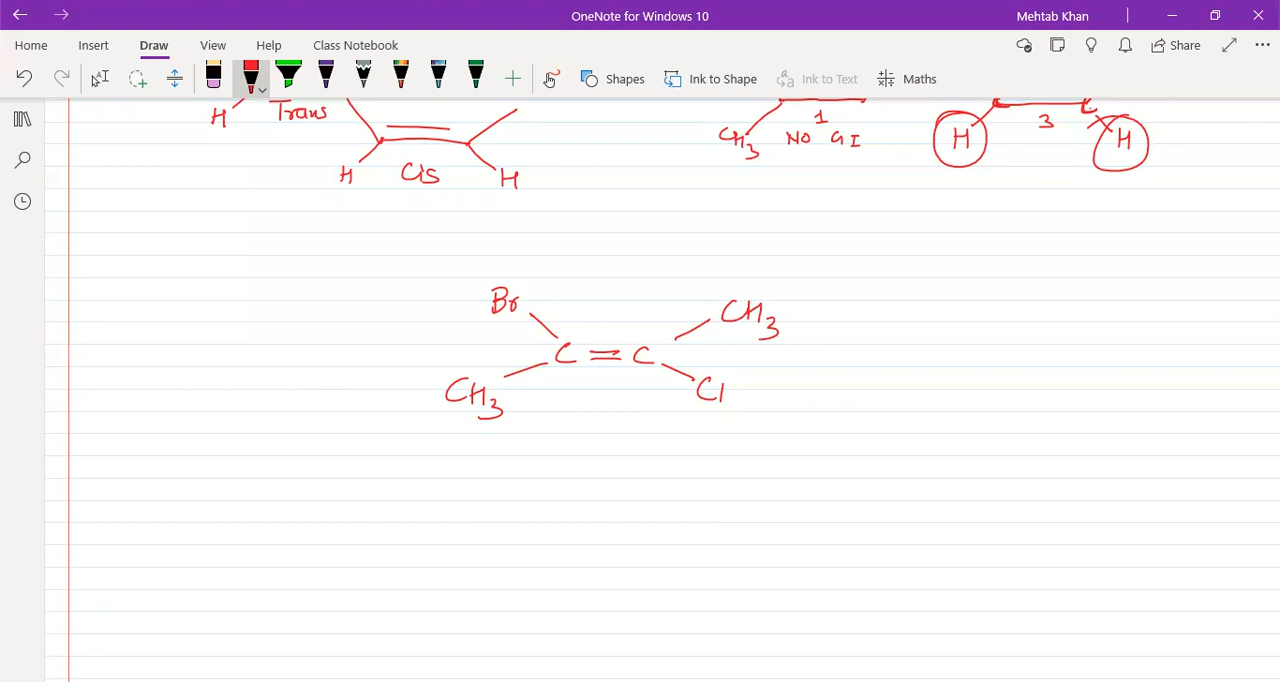 OneNote for Windows 10
Mehtab Khan
Home Insert Draw View Help Class Notebook
Share
Shapes Ink to Shape Ink to Text Maths
H Trans
H Cis H
CH3 1
NO GI
H 3 H
Br CH3
C = C
CH3 Cl